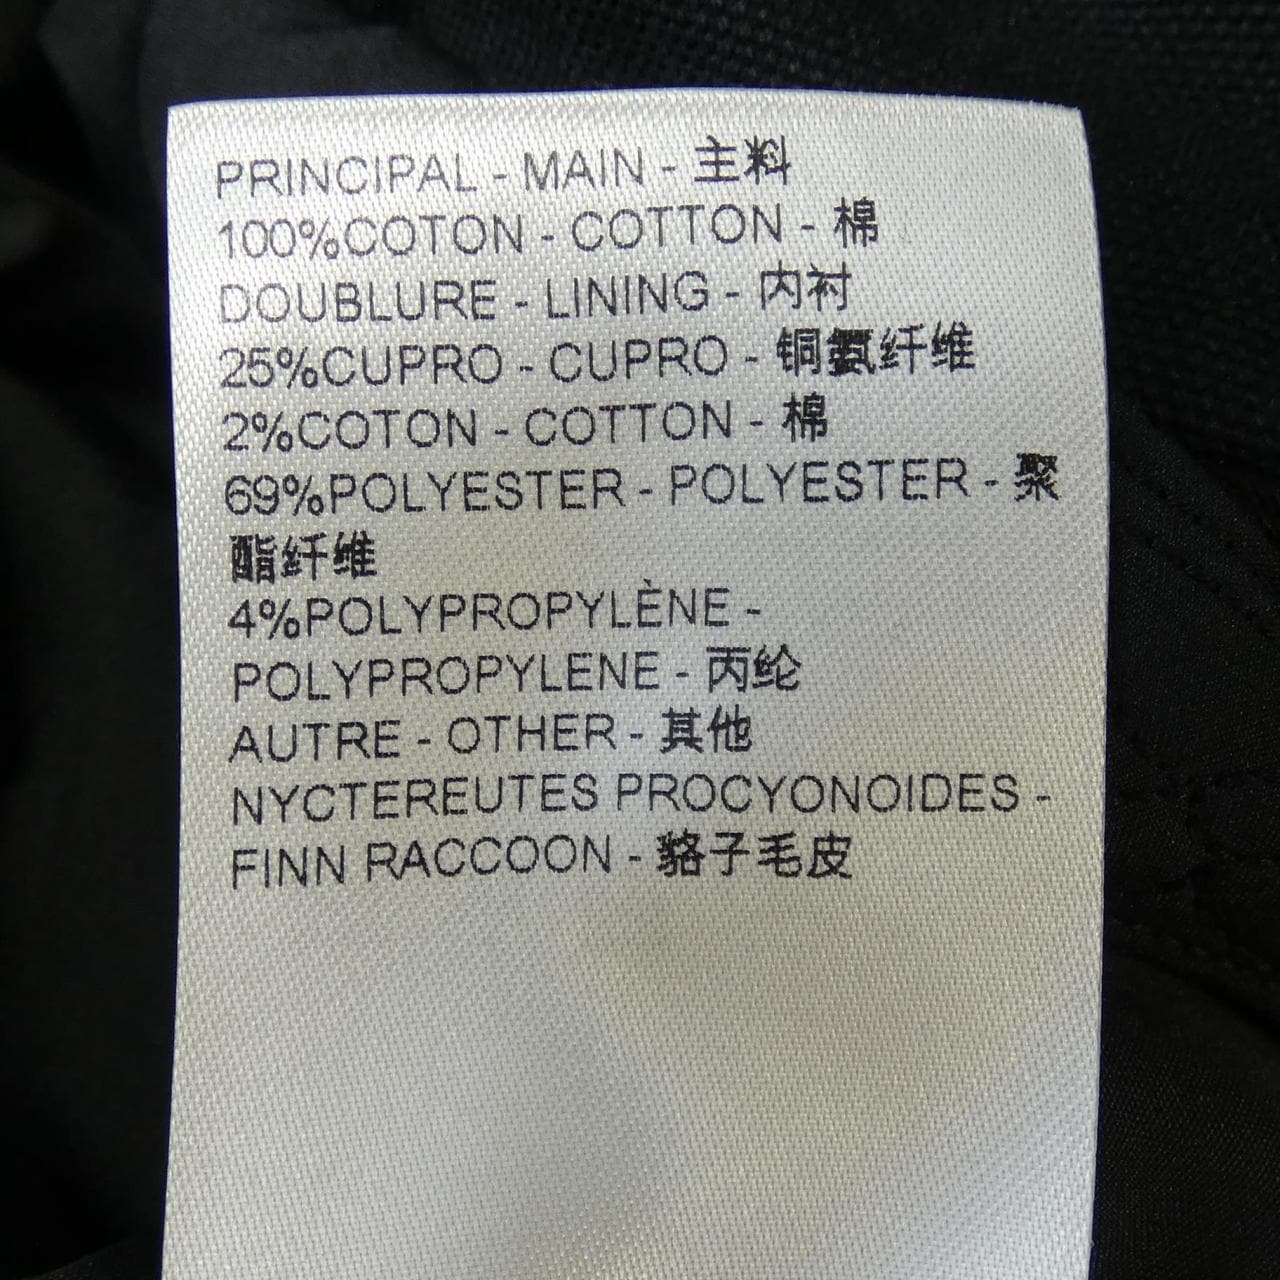 PRINCIPAL - MAIN - 主料
100%COTON - COTTON - 棉
DOUBLURE - LINING - 内衬
25%CUPRO - CUPRO - 铜氨纤维
2%COTON - COTTON - 棉
69%POLYESTER - POLYESTER - 聚
酯纤维
4%POLYPROPYLÈNE -
POLYPROPYLENE - 丙纶
AUTRE - OTHER - 其他
NYCTEREUTES PROCYONOIDES -
FINN RACCOON - 貉子毛皮